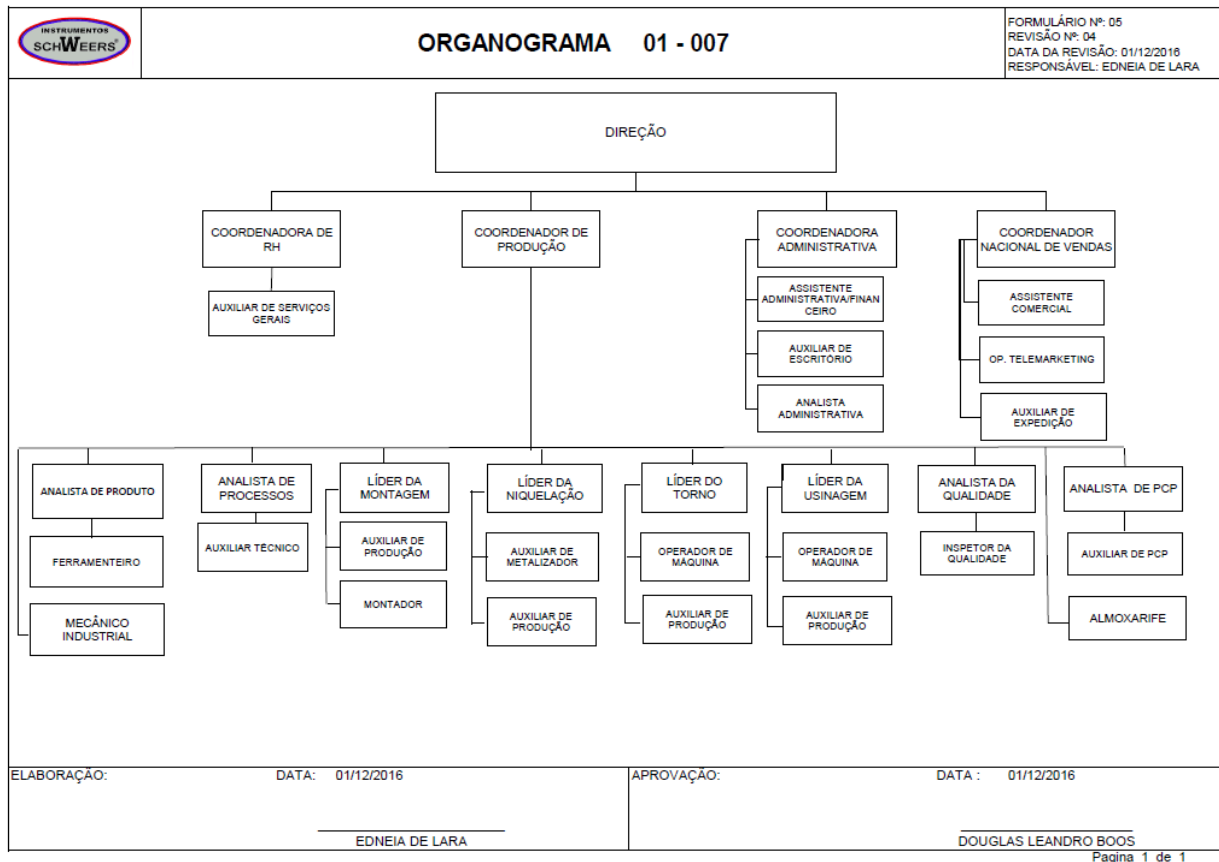 INSTRUMENTOS
SCHWEERS
ORGANOGRAMA 01 - 007
FORMULÁRIO Nº: 05
REVISÃO Nº: 04
DATA DA REVISÃO: 01/12/2016
RESPONSÁVEL: EDNEIA DE LARA
DIREÇÃO
COORDENADORA DE
RH
COORDENADOR DE
PRODUÇÃO
COORDENADORA
ADMINISTRATIVA
COORDENADOR
NACIONAL DE VENDAS
AUXILIAR DE SERVIÇOS
GERAIS
ASSISTENTE
ADMINISTRATIVA/FINAN
CEIRO
AUXILIAR DE
ESCRITÓRIO
ANALISTA
ADMINISTRATIVA
ASSISTENTE
COMERCIAL
OP. TELEMARKETING
AUXILIAR DE
EXPEDIÇÃO
ANALISTA DE PRODUTO
FERRAMENTEIRO
MECÂNICO
INDUSTRIAL
ANALISTA DE
PROCESSOS
AUXILIAR TÉCNICO
LÍDER DA
MONTAGEM
AUXILIAR DE
PRODUÇÃO
MONTADOR
LÍDER DA
NIQUELAÇÃO
AUXILIAR DE
METALIZADOR
AUXILIAR DE
PRODUÇÃO
LÍDER DO
TORNO
OPERADOR DE
MÁQUINA
AUXILIAR DE
PRODUÇÃO
LÍDER DA
USINAGEM
OPERADOR DE
MÁQUINA
AUXILIAR DE
PRODUÇÃO
ANALISTA DA
QUALIDADE
INSPETOR DA
QUALIDADE
ANALISTA DE PCP
AUXILIAR DE PCP
ALMOXARIFE
ELABORAÇÃO: DATA: 01/12/2016
EDNEIA DE LARA
APROVAÇÃO: DATA : 01/12/2016
DOUGLAS LEANDRO BOOS
Pagina 1 de 1